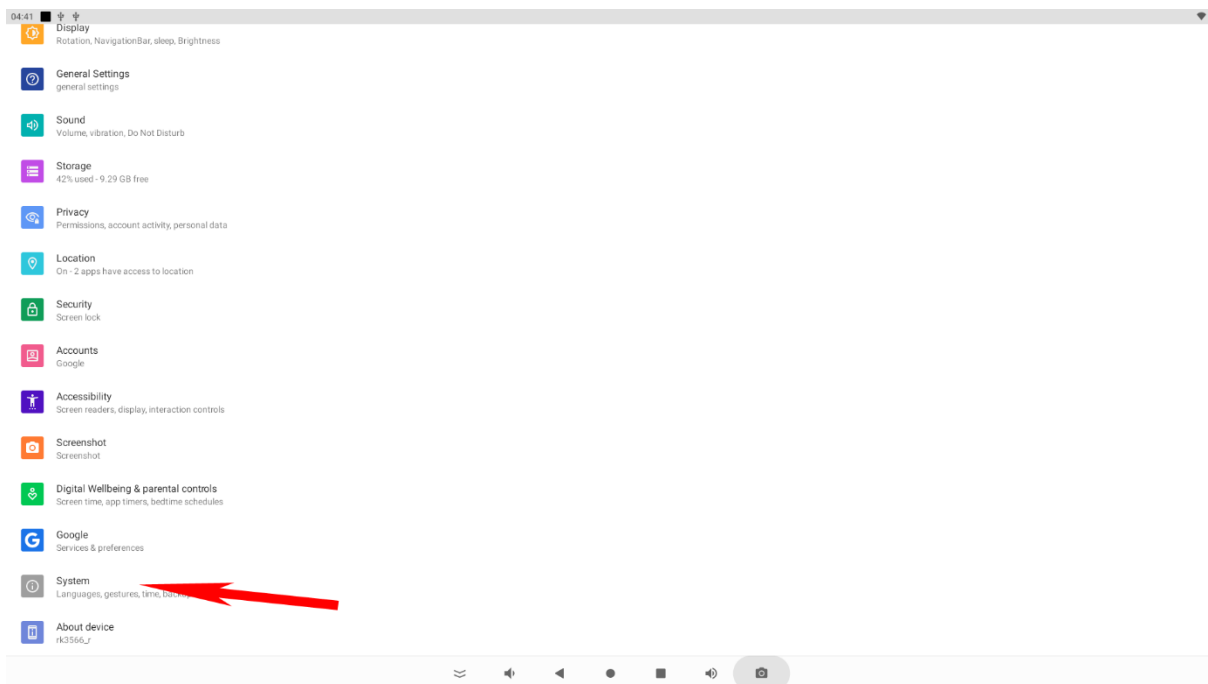 04:41
Display
Rotation, NavigationBar, sleep, Brightness
General Settings
general settings
Sound
Volume, vibration, Do Not Disturb
Storage
42% used - 9.29 GB free
Privacy
Permissions, account activity, personal data
Location
On - 2 apps have access to location
Security
Screen lock
Accounts
Google
Accessibility
Screen readers, display, interaction controls
Screenshot
Screenshot
Digital Wellbeing & parental controls
Screen time, app timers, bedtime schedules
Google
Services & preferences
System
Languages, gestures, time,
About device
rk3566_r